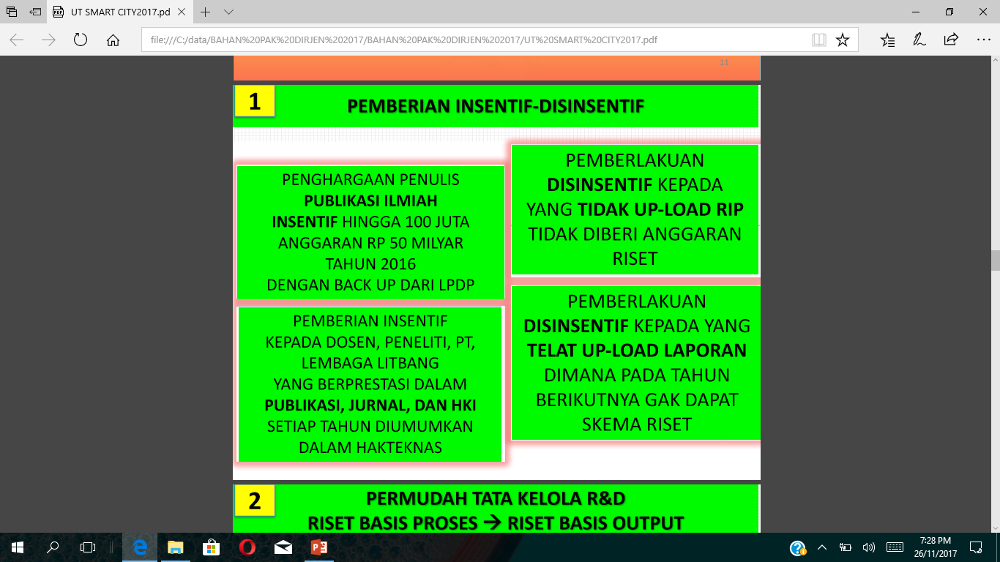 UT SMART CITY2017.pd
file:///C:/data/BAHAN%20PAK%20DIRJEN%202017/BAHAN%20PAK%20DIRJEN%202017/UT%20SMART%20CITY2017.pdf
11
1
PEMBERIAN INSENTIF-DISINSENTIF
PENGHARGAAN PENULIS
PUBLIKASI ILMIAH
INSENTIF HINGGA 100 JUTA
ANGGARAN RP 50 MILYAR
TAHUN 2016
DENGAN BACK UP DARI LPDP
PEMBERIAN INSENTIF
KEPADA DOSEN, PENELITI, PT,
LEMBAGA LITBANG
YANG BERPRESTASI DALAM
PUBLIKASI, JURNAL, DAN HKI
SETIAP TAHUN DIUMUMKAN
DALAM HAKTEKNAS
PEMBERLAKUAN
DISINSENTIF KEPADA
YANG TIDAK UP-LOAD RIP
TIDAK DIBERI ANGGARAN
RISET
PEMBERLAKUAN
DISINSENTIF KEPADA YANG
TELAT UP-LOAD LAPORAN
DIMANA PADA TAHUN
BERIKUTNYA GAK DAPAT
SKEMA RISET
2
PERMUDAH TATA KELOLA R&D
RISET BASIS PROSES → RISET BASIS OUTPUT
7:28 PM
26/11/2017